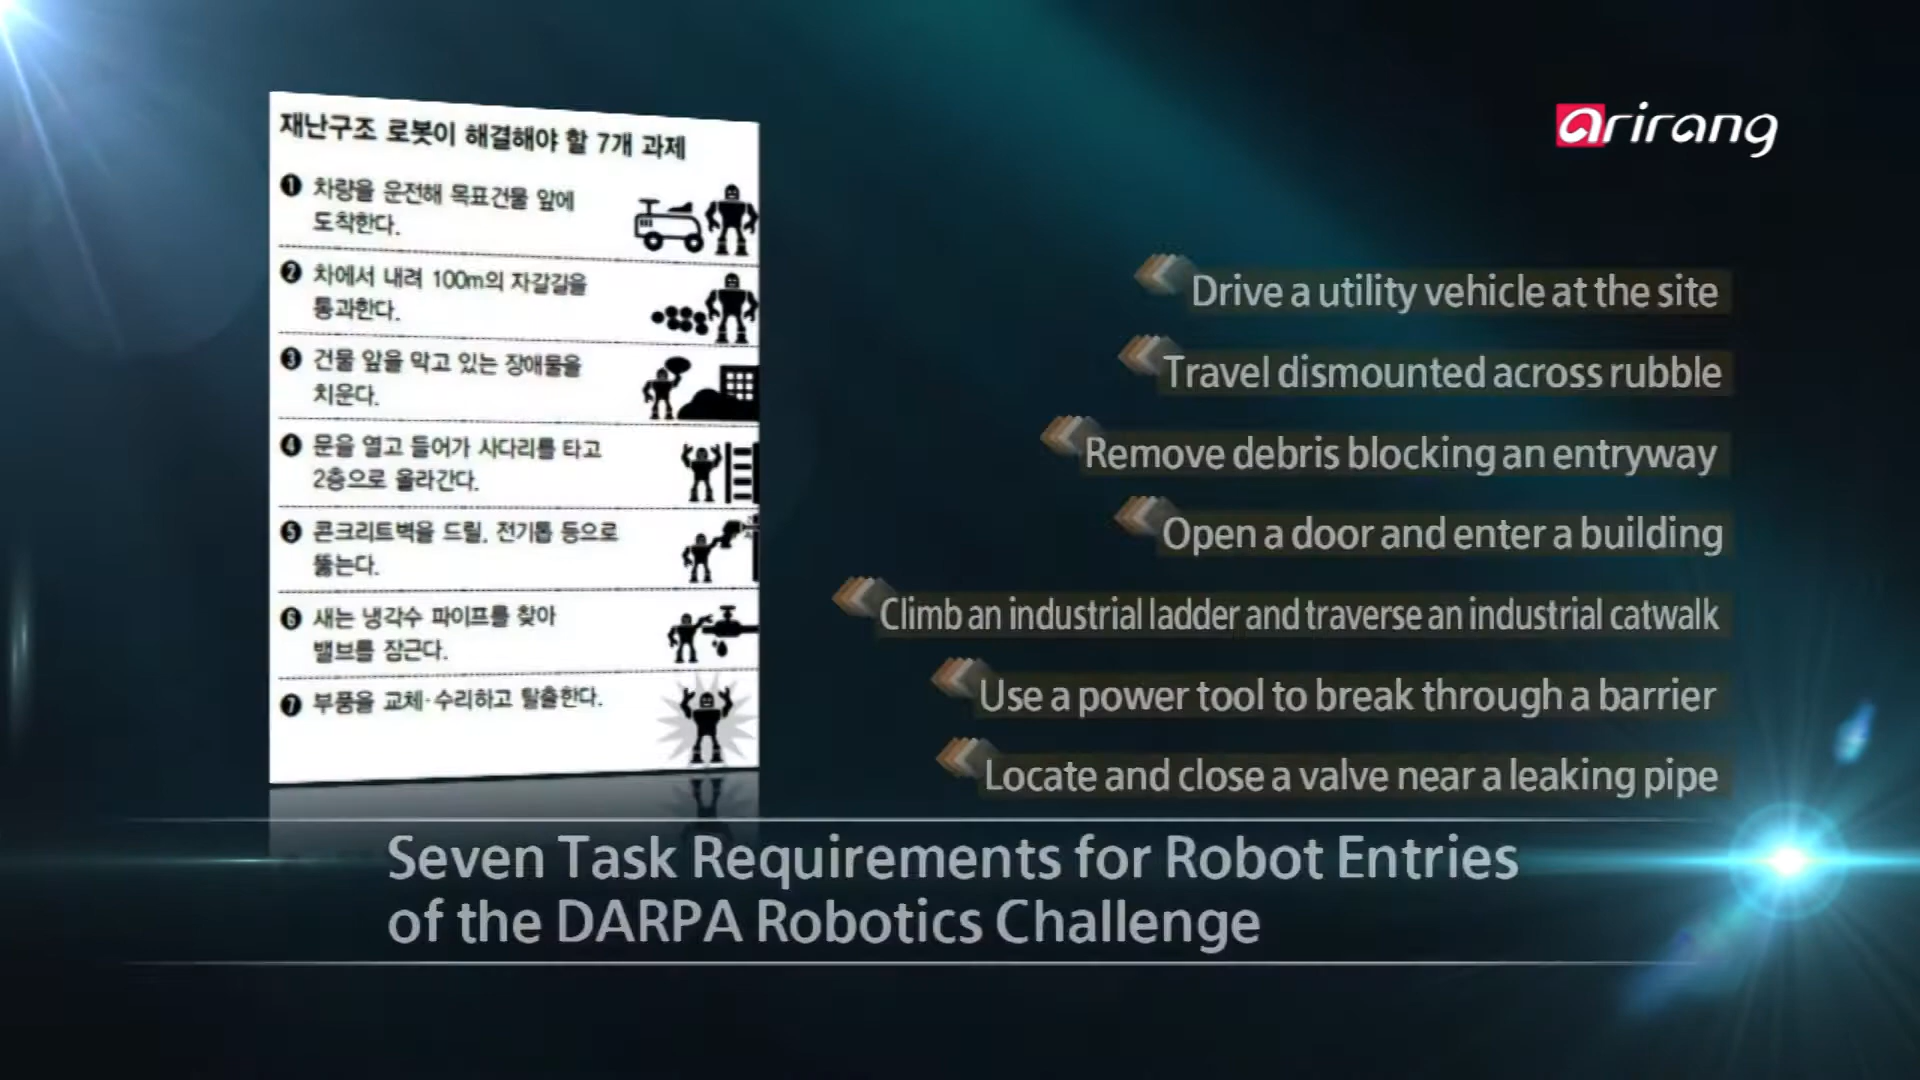 재난구조 로봇이 해결해야 할 7개 과제
❶ 차량을 운전해 목표건물 앞에
도착한다.
❷ 차에서 내려 100m의 자갈길을
통과한다.
❸ 건물 앞을 막고 있는 장애물을
치운다.
❹ 문을 열고 들어가 사다리를 타고
2층으로 올라간다.
❺ 콘크리트벽을 드릴, 전기톱 등으로
뚫는다.
❻ 새는 냉각수 파이프를 찾아
밸브를 잠근다.
❼ 부품을 교체·수리하고 탈출한다.
arirang
Drive a utility vehicle at the site
Travel dismounted across rubble
Remove debris blocking an entryway
Open a door and enter a building
Climb an industrial ladder and traverse an industrial catwalk
Use a power tool to break through a barrier
Locate and close a valve near a leaking pipe
Seven Task Requirements for Robot Entries
of the DARPA Robotics Challenge